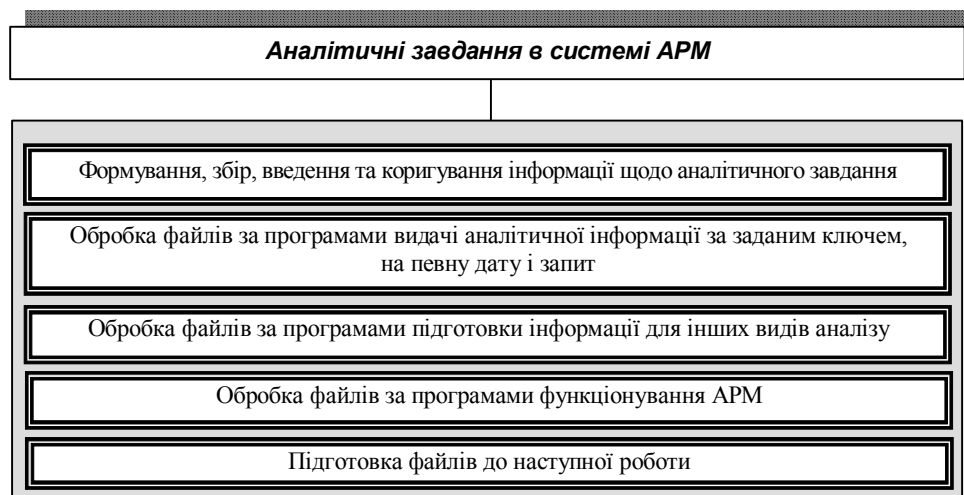 Аналітичні завдання в системі АРМ
Формування, збір, введення та коригування інформації щодо аналітичного завдання
Обробка файлів за програмами видачі аналітичної інформації за заданим ключем,
на певну дату і запит
Обробка файлів за програмами підготовки інформації для інших видів аналізу
Обробка файлів за програмами функціонування АРМ
Підготовка файлів до наступної роботи